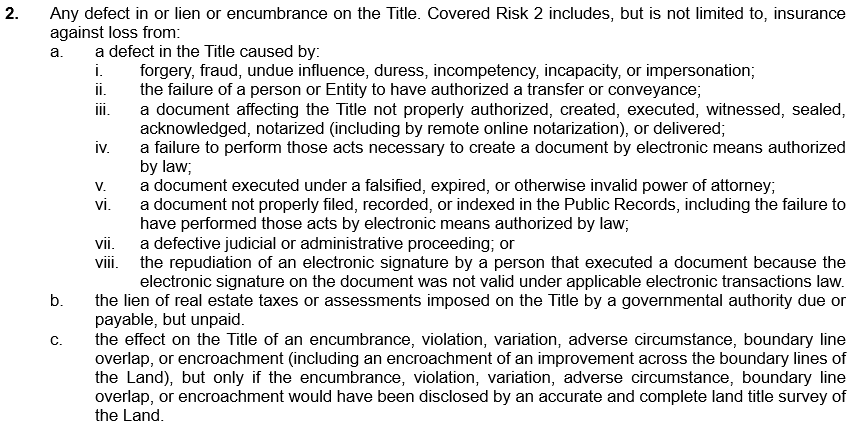 2. Any defect in or lien or encumbrance on the Title. Covered Risk 2 includes, but is not limited to, insurance
against loss from:
a. a defect in the Title caused by:
i. forgery, fraud, undue influence, duress, incompetency, incapacity, or impersonation;
ii. the failure of a person or Entity to have authorized a transfer or conveyance;
iii. a document affecting the Title not properly authorized, created, executed, witnessed, sealed,
acknowledged, notarized (including by remote online notarization), or delivered;
iv. a failure to perform those acts necessary to create a document by electronic means authorized
by law;
v. a document executed under a falsified, expired, or otherwise invalid power of attorney;
vi. a document not properly filed, recorded, or indexed in the Public Records, including the failure to
have performed those acts by electronic means authorized by law;
vii. a defective judicial or administrative proceeding; or
viii. the repudiation of an electronic signature by a person that executed a document because the
electronic signature on the document was not valid under applicable electronic transactions law.
b. the lien of real estate taxes or assessments imposed on the Title by a governmental authority due or
payable, but unpaid.
c. the effect on the Title of an encumbrance, violation, variation, adverse circumstance, boundary line
overlap, or encroachment (including an encroachment of an improvement across the boundary lines of
the Land), but only if the encumbrance, violation, variation, adverse circumstance, boundary line
overlap, or encroachment would have been disclosed by an accurate and complete land title survey of
the Land.